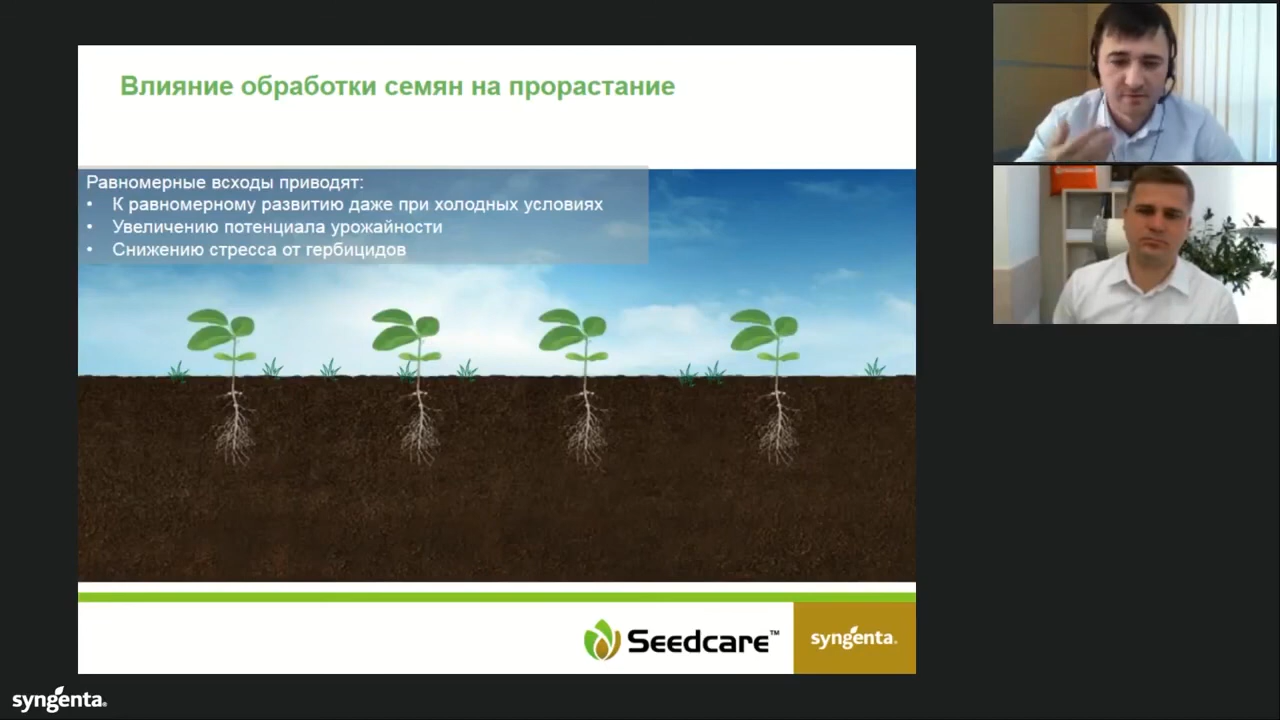 Влияние обработки семян на прорастание
Равномерные всходы приводят:
• К равномерному развитию даже при холодных условиях
• Увеличению потенциала урожайности
• Снижению стресса от гербицидов
Seedcare™
syngenta.
syngenta.